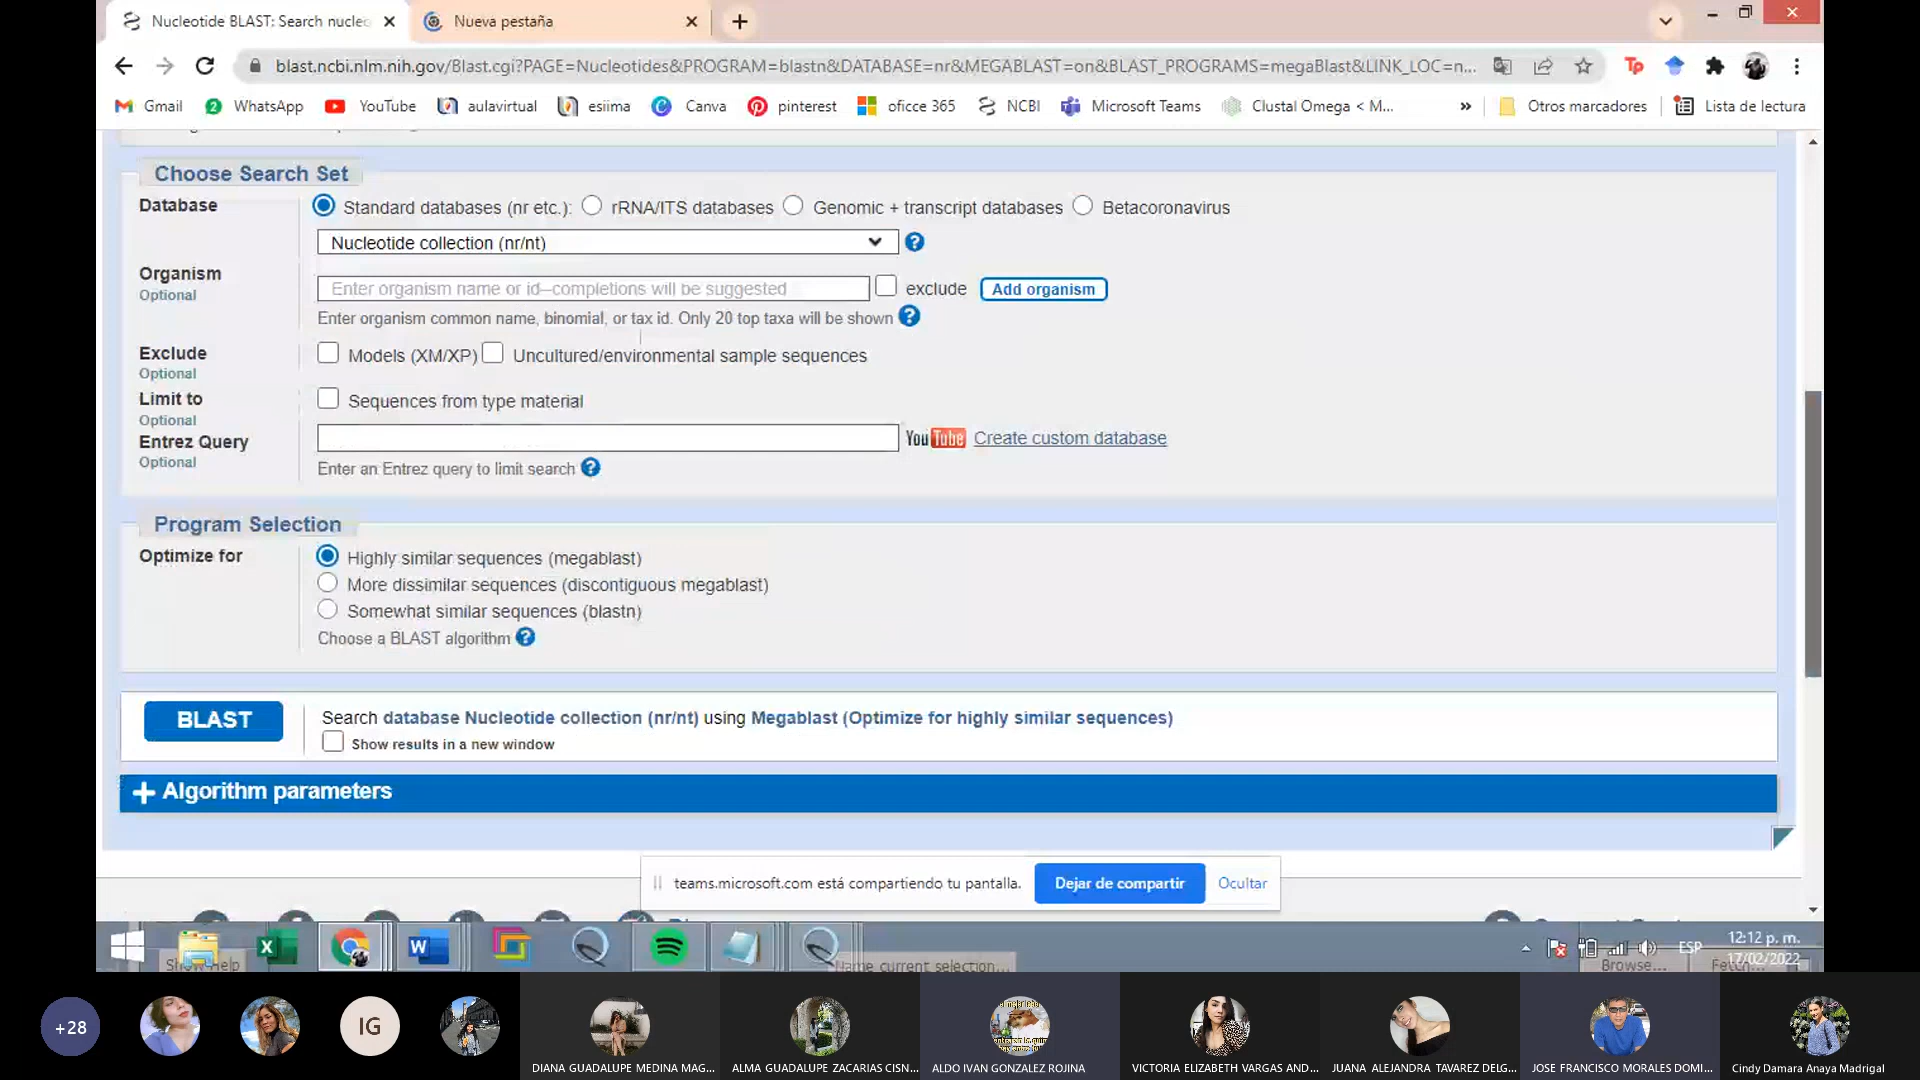 Nucleotide BLAST: Search nucleo
Nueva pestaña
blast.ncbi.nlm.nih.gov/Blast.cgi?PAGE=Nucleotides&PROGRAM=blastn&DATABASE=nr&MEGABLAST=on&BLAST_PROGRAMS=megaBlast&LINK_LOC=n...
Gmail WhatsApp YouTube aulavirtual esiima Canva pinterest oficce 365 NCBI Microsoft Teams Clustal Omega < M... » Otros marcadores Lista de lectura
Choose Search Set
Database
Standard databases (nr etc.): rRNA/ITS databases Genomic + transcript databases Betacoronavirus
Nucleotide collection (nr/nt)
Organism
Optional
Enter organism name or id--completions will be suggested
exclude Add organism
Enter organism common name, binomial, or tax id. Only 20 top taxa will be shown
Exclude
Optional
Models (XM/XP) Uncultured/environmental sample sequences
Limit to
Optional
Sequences from type material
Entrez Query
Optional
YouTube Create custom database
Enter an Entrez query to limit search
Program Selection
Optimize for
Highly similar sequences (megablast)
More dissimilar sequences (discontiguous megablast)
Somewhat similar sequences (blastn)
Choose a BLAST algorithm
BLAST
Search database Nucleotide collection (nr/nt) using Megablast (Optimize for highly similar sequences)
Show results in a new window
Algorithm parameters
teams.microsoft.com está compartiendo tu pantalla. Dejar de compartir Ocultar
ESP
12:12 p. m.
17/02/2022
Show Help
Name current selection...
Browse...
Fetch...
+28
IG
DIANA GUADALUPE MEDINA MAG...
ALMA GUADALUPE ZACARIAS CISN...
ALDO IVAN GONZALEZ ROJINA
VICTORIA ELIZABETH VARGAS AND...
JUANA ALEJANDRA TAVAREZ DELG...
JOSE FRANCISCO MORALES DOMI...
Cindy Damara Anaya Madrigal